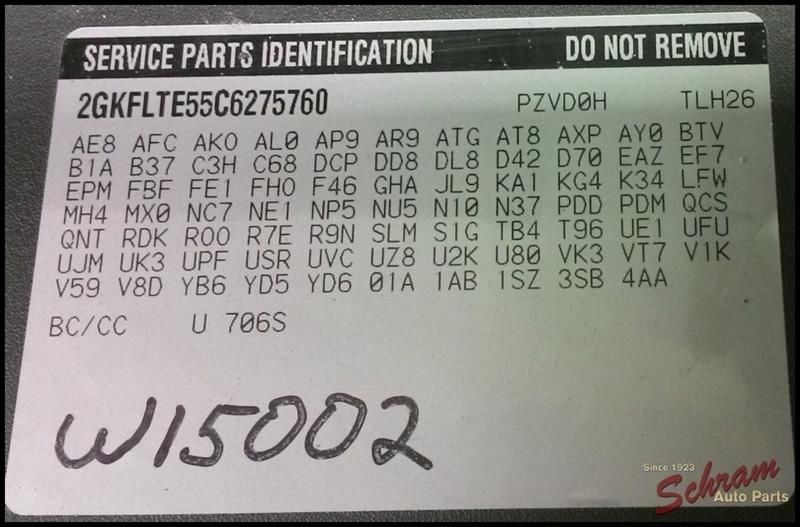 SERVICE PARTS IDENTIFICATION DO NOT REMOVE
2GKFLTE55C6275760 PZVD0H TLH26
AE8 AFC AKO AL0 AP9 AR9 ATG AT8 AXP AY0 BTV
B1A B37 C3H C68 DCP DD8 DL8 D42 D70 EAZ EF7
EPM FBF FE1 FHO F46 GHA JL9 KA1 KG4 K34 LFW
MH4 MX0 NC7 NE1 NP5 NU5 N10 N37 PDD PDM QCS
QNT RDK ROO R7E R9N SLM S1G TB4 T96 UE1 UFU
UJM UK3 UPF USR UVC UZ8 U2K U80 VK3 VT7 V1K
V59 V8D YB6 YD5 YD6 01A 1AB 1SZ 3SB 4AA
BC/CC U 706S
W15002
Since 1923
Schram
Auto Parts